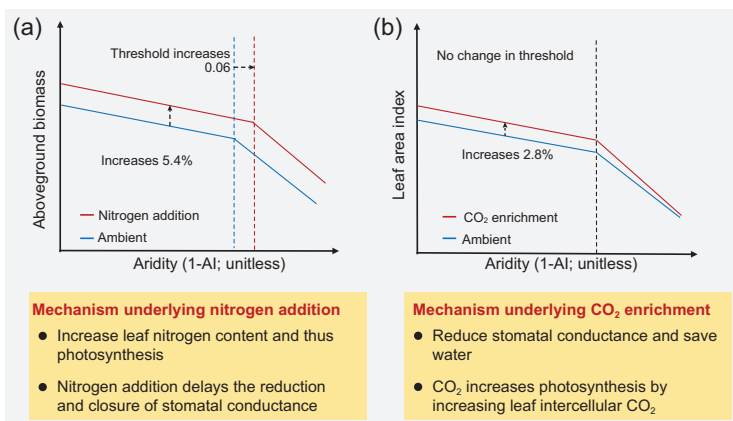 (a)
Aboveground biomass
Threshold increases
0.06
Increases 5.4%
Nitrogen addition
Ambient
Aridity (1-AI; unitless)
(b)
Leaf area index
No change in threshold
Increases 2.8%
CO₂ enrichment
Ambient
Aridity (1-AI; unitless)
Mechanism underlying nitrogen addition
● Increase leaf nitrogen content and thus
photosynthesis
● Nitrogen addition delays the reduction
and closure of stomatal conductance
Mechanism underlying CO₂ enrichment
● Reduce stomatal conductance and save
water
● CO₂ increases photosynthesis by
increasing leaf intercellular CO₂